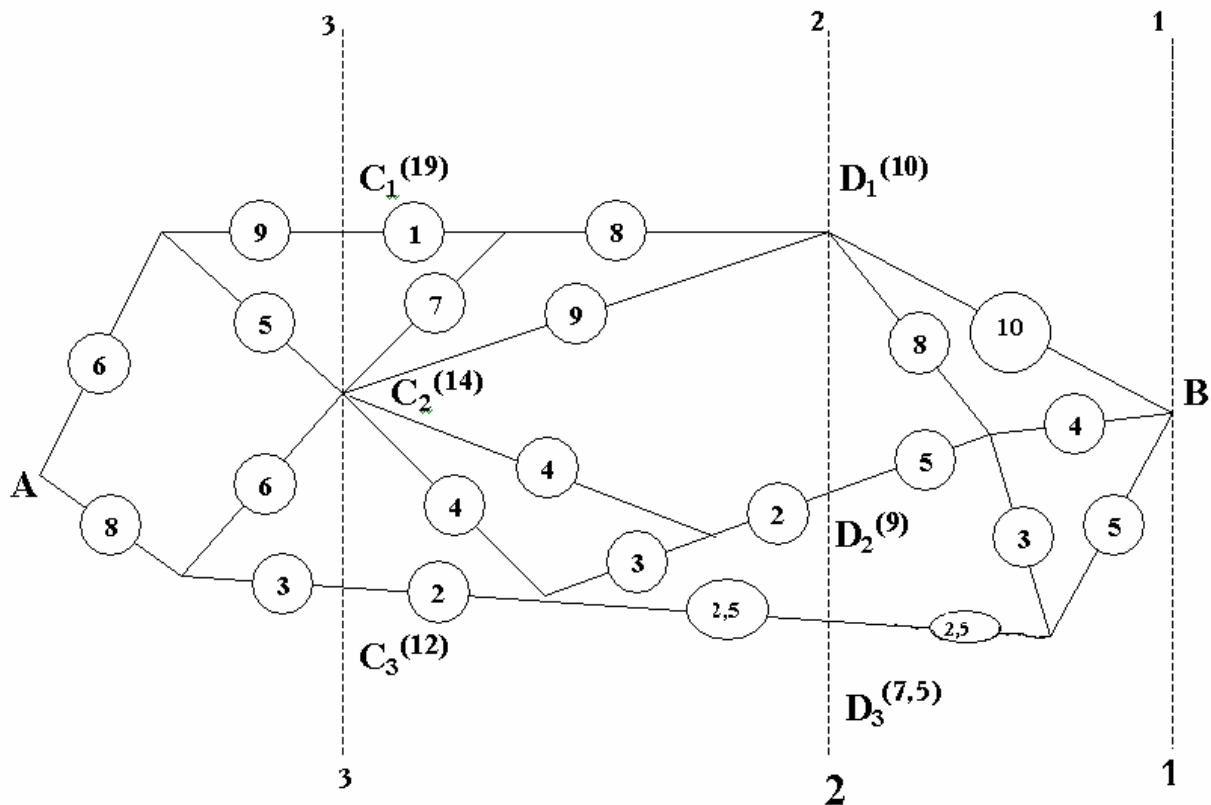 3 2 1
C₁⁽¹⁹⁾ D₁⁽¹⁰⁾
9 1 8
7
5 9
10
6 8
C₂⁽¹⁴⁾ B
4
4 5
A 6 4
8 2
3 D₂⁽⁹⁾ 3 5
3 2 2,5
2,5
C₃⁽¹²⁾
D₃⁽⁷,⁵⁾
3 2 1